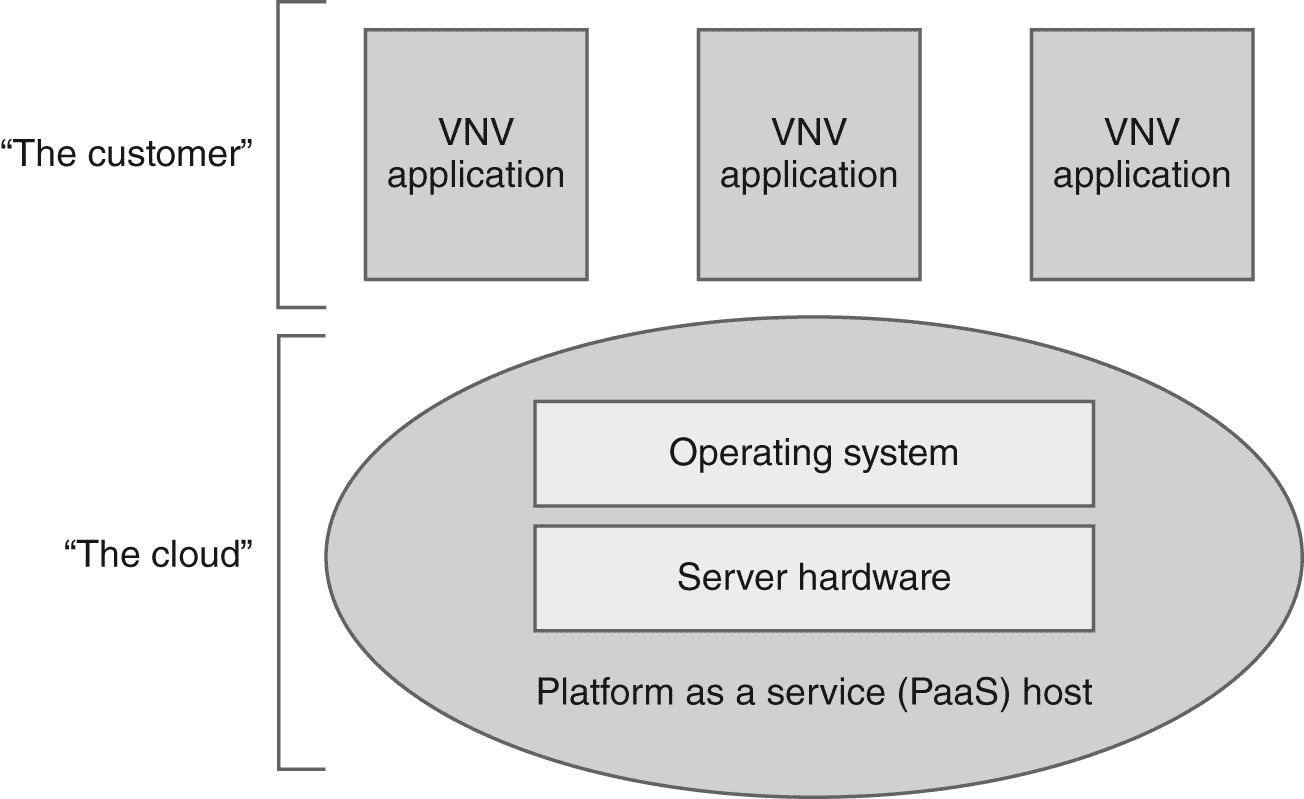 “The customer”
VNV
application
VNV
application
VNV
application
“The cloud”
Operating system
Server hardware
Platform as a service (PaaS) host